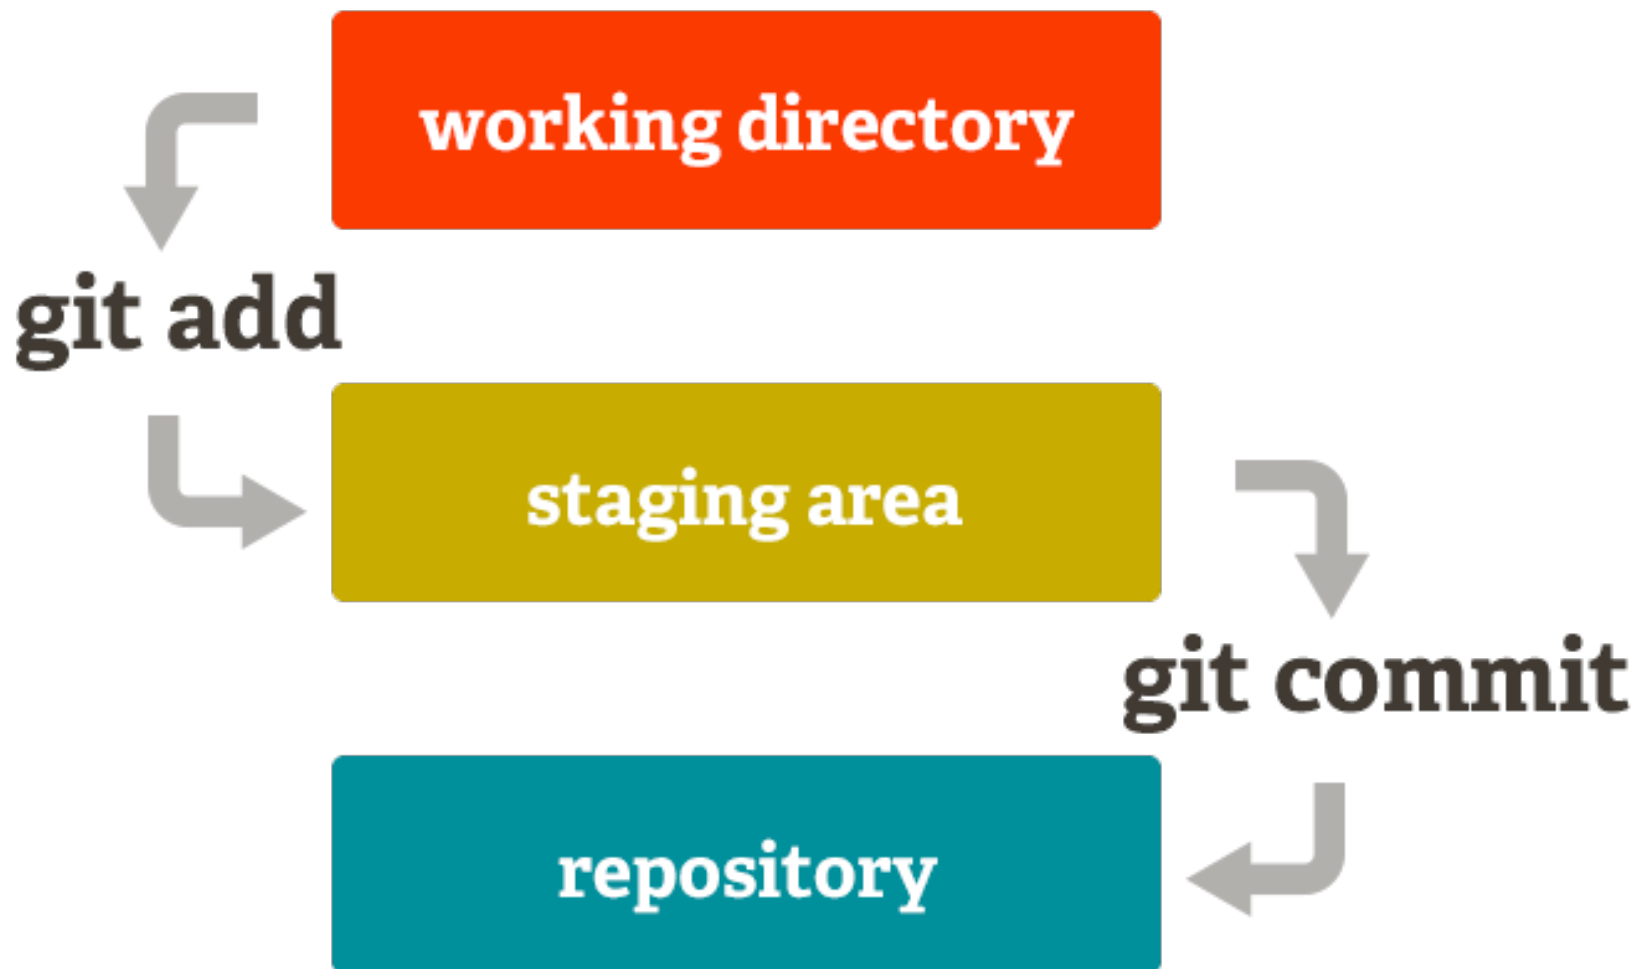 working directory
git add
staging area
git commit
repository